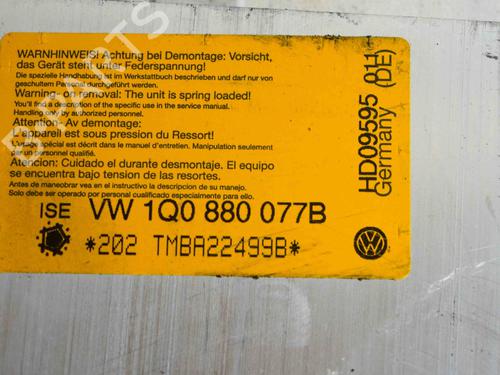 WARNHINWEIS! Achtung bei Demontage: Vorsicht,
das Gerät steht unter Federspannung!
Die spezielle Handhabung ist im Werkstattbuch beschrieben und darf nur von
geschultem Personal durchgeführt werden.
Warning- on removal: The unit is spring loaded!
You'll find a description of the specific use in the service manual.
Handling only by authorized personnel.
Attention- Av demontage:
L'appareil est sous pression du Ressort!
L'usage spécial est décrit dans le manuel d'entretien. Manipulation seulement
par un personnel autorisé.
Atencion: Cuidado el durante desmontaje. El equipo
se encuentra bajo tension de las resortes.
Antes de manejarlo vea en el instructivo la descripcion de su manejo.
Solo debe ser operado por personal calificado especialmente para ello.
ISE VW 1Q0 880 077B
*202 TMBA22499B*
HD09595 011
Germany (DE)
VW